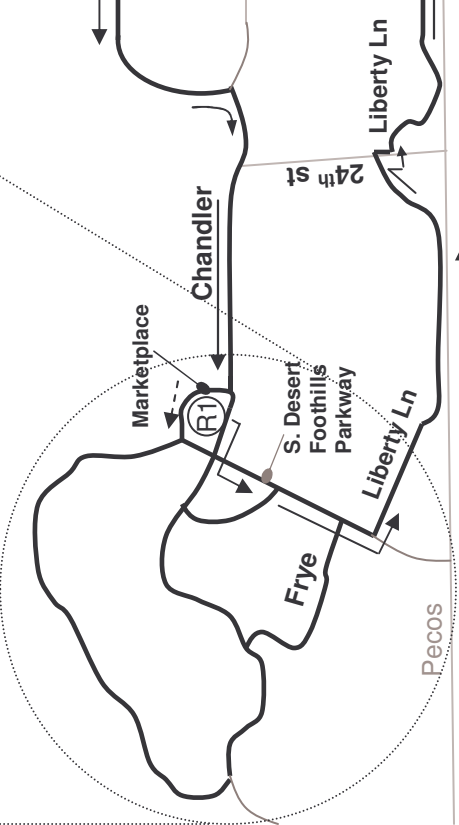 Liberty Ln
24th st
Chandler
Marketplace
R1
S. Desert
Foothills
Parkway
Liberty Ln
Frye
Pecos